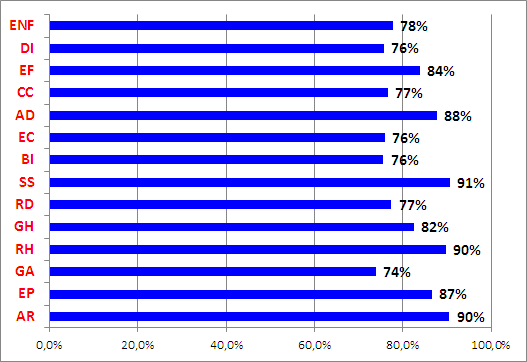 ENF 78%
DI 76%
EF 84%
CC 77%
AD 88%
EC 76%
BI 76%
SS 91%
RD 77%
GH 82%
RH 90%
GA 74%
EP 87%
AR 90%
0,0% 20,0% 40,0% 60,0% 80,0% 100,0%